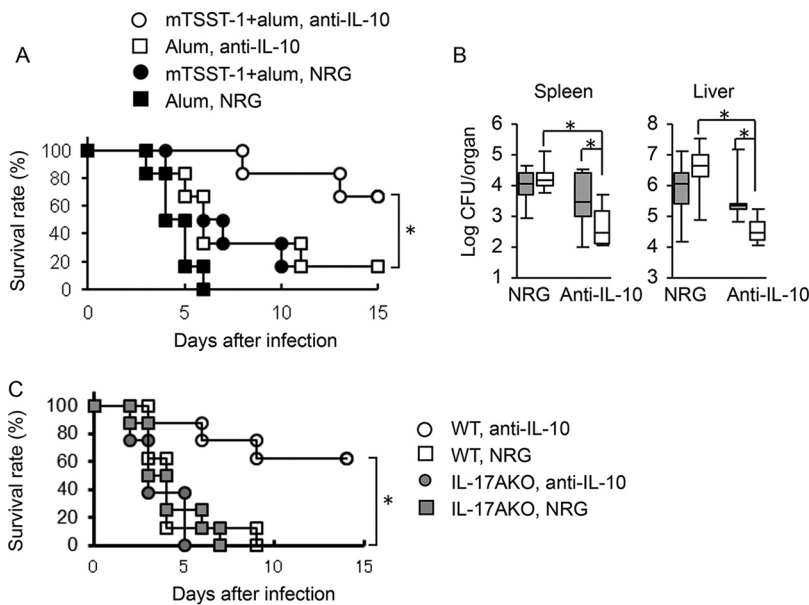 A
mTSST-1+alum, anti-IL-10
Alum, anti-IL-10
mTSST-1+alum, NRG
Alum, NRG
Survival rate (%)
100
80
60
40
20
0
0 5 10 15
Days after infection
*
B
Spleen
Liver
Log CFU/organ
6
5
4
3
2
1
*
*
NRG Anti-IL-10
8
7
6
5
4
3
*
*
NRG Anti-IL-10
C
Survival rate (%)
100
80
60
40
20
0
0 5 10 15
Days after infection
*
WT, anti-IL-10
WT, NRG
IL-17AKO, anti-IL-10
IL-17AKO, NRG